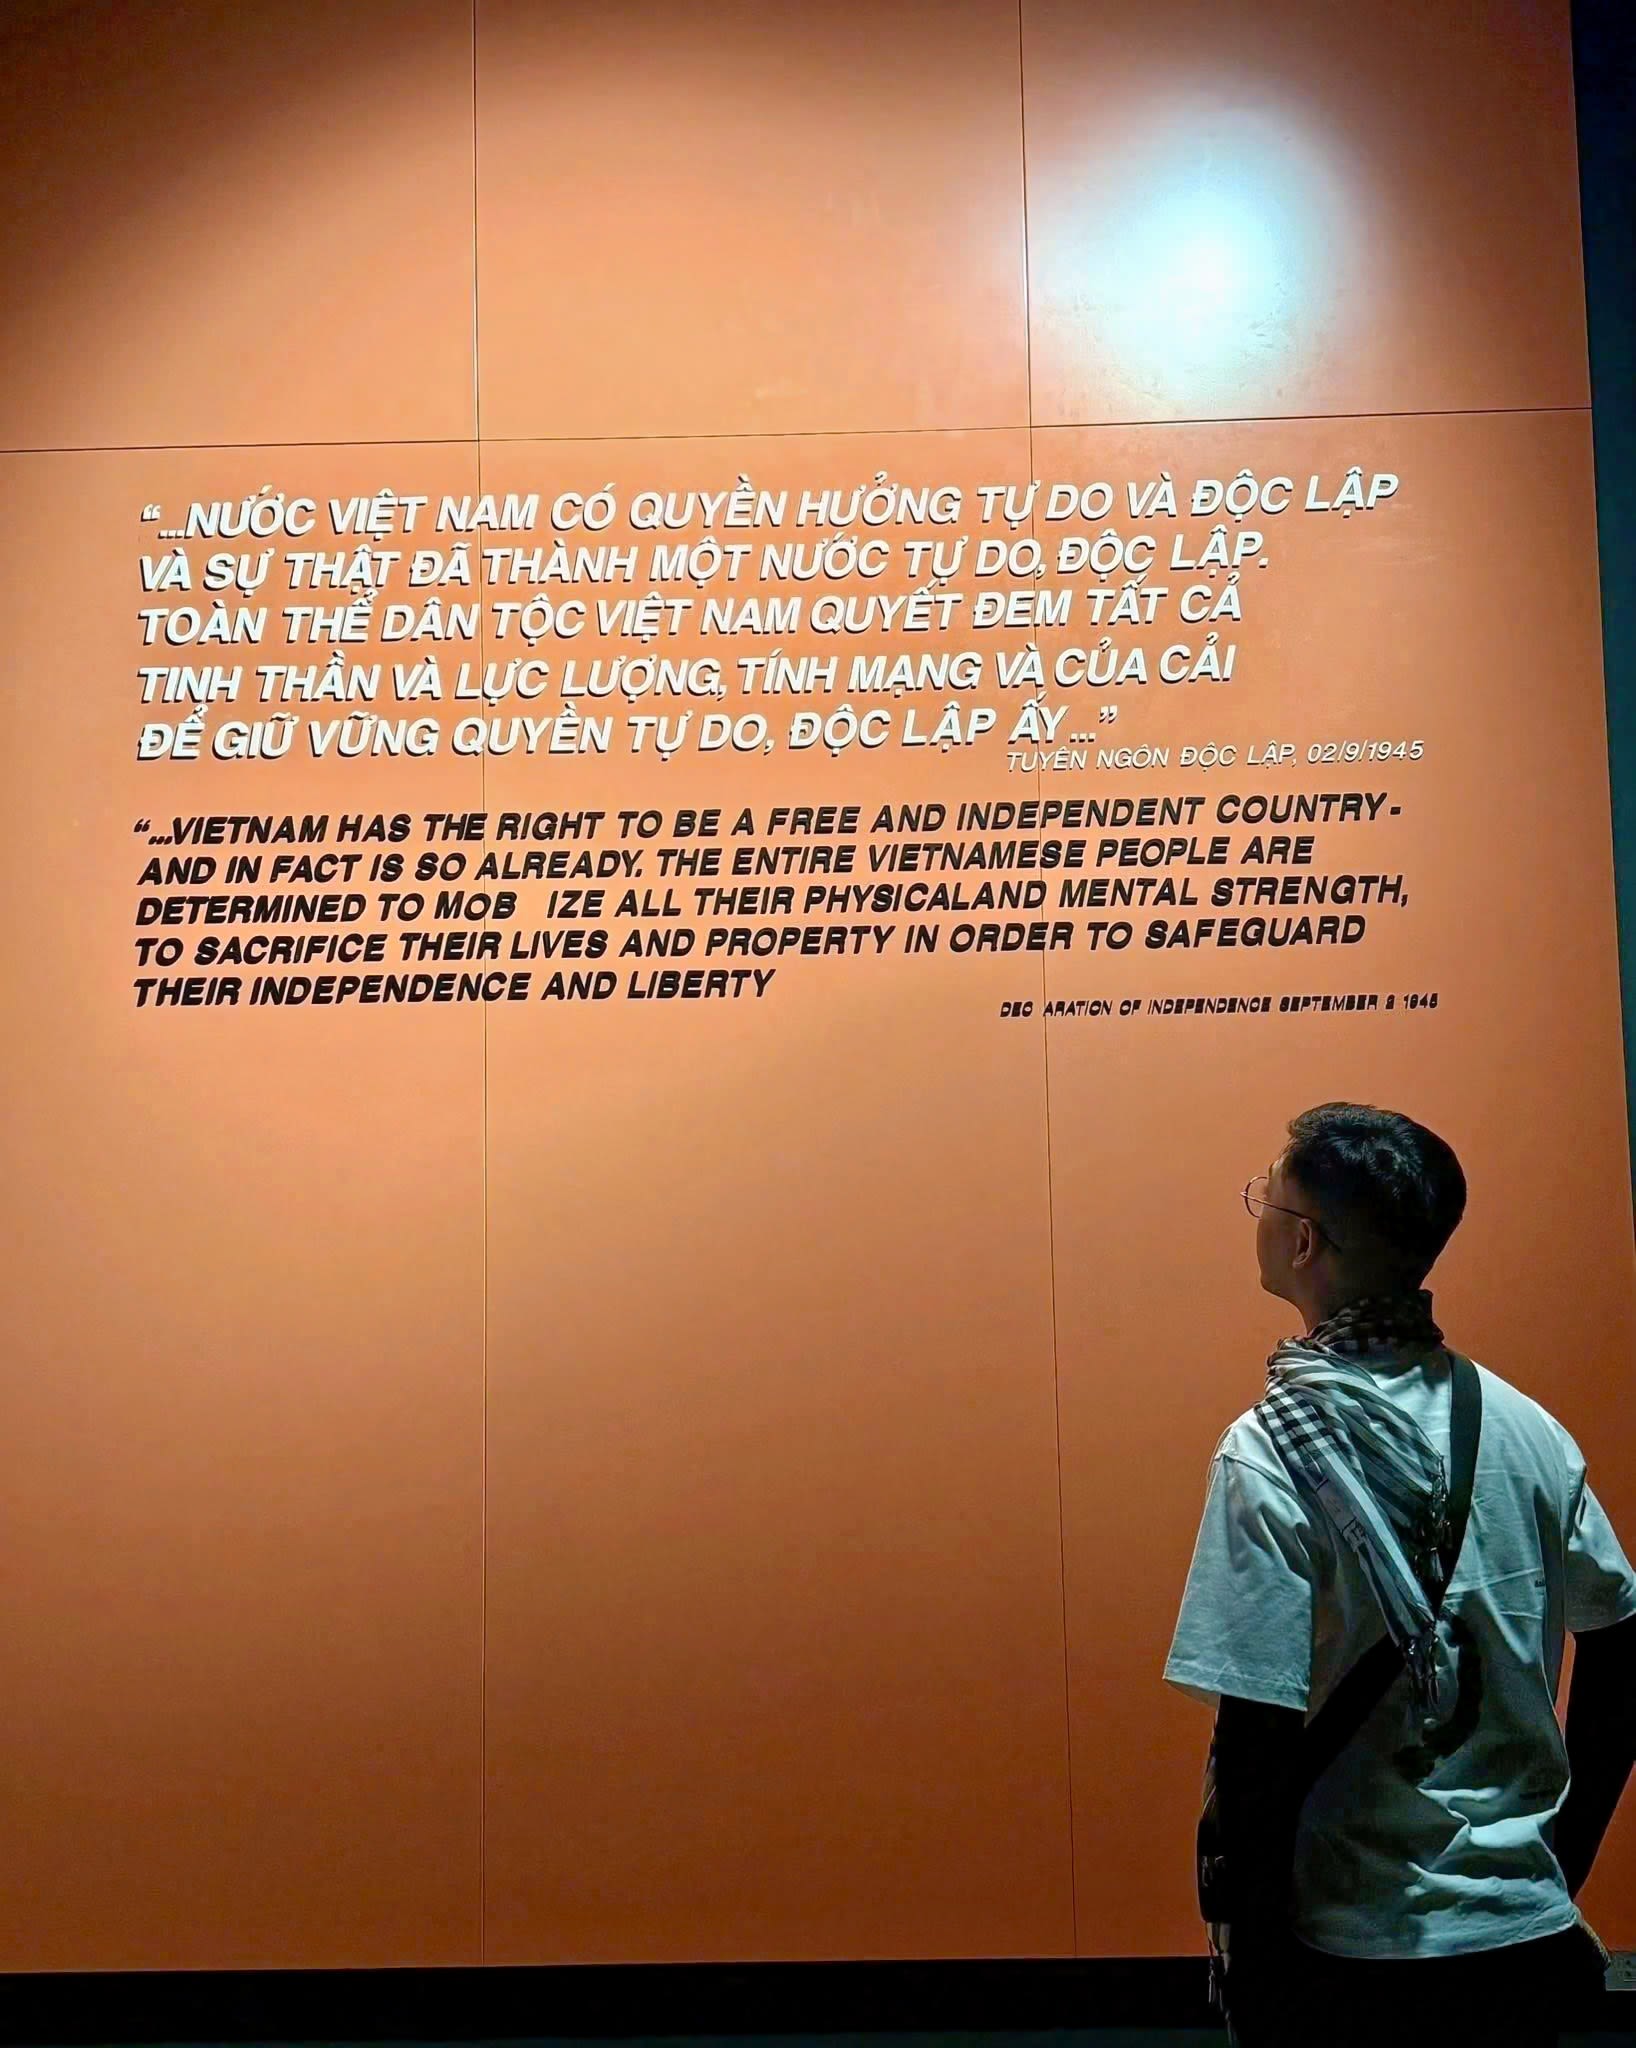 “...NƯỚC VIỆT NAM CÓ QUYỀN HƯỞNG TỰ DO VÀ ĐỘC LẬP
VÀ SỰ THẬT ĐÃ THÀNH MỘT NƯỚC TỰ DO, ĐỘC LẬP.
TOÀN THỂ DÂN TỘC VIỆT NAM QUYẾT ĐEM TẤT CẢ
TINH THẦN VÀ LỰC LƯỢNG, TÍNH MẠNG VÀ CỦA CẢI
ĐỂ GIỮ VỮNG QUYỀN TỰ DO, ĐỘC LẬP ẤY...”
TUYÊN NGÔN ĐỘC LẬP, 02/9/1945
“...VIETNAM HAS THE RIGHT TO BE A FREE AND INDEPENDENT COUNTRY-
AND IN FACT IS SO ALREADY. THE ENTIRE VIETNAMESE PEOPLE ARE
DETERMINED TO MOB IZE ALL THEIR PHYSICALAND MENTAL STRENGTH,
TO SACRIFICE THEIR LIVES AND PROPERTY IN ORDER TO SAFEGUARD
THEIR INDEPENDENCE AND LIBERTY
DEC ARATION OF INDEPENDENCE SEPTEMBER 2 1945